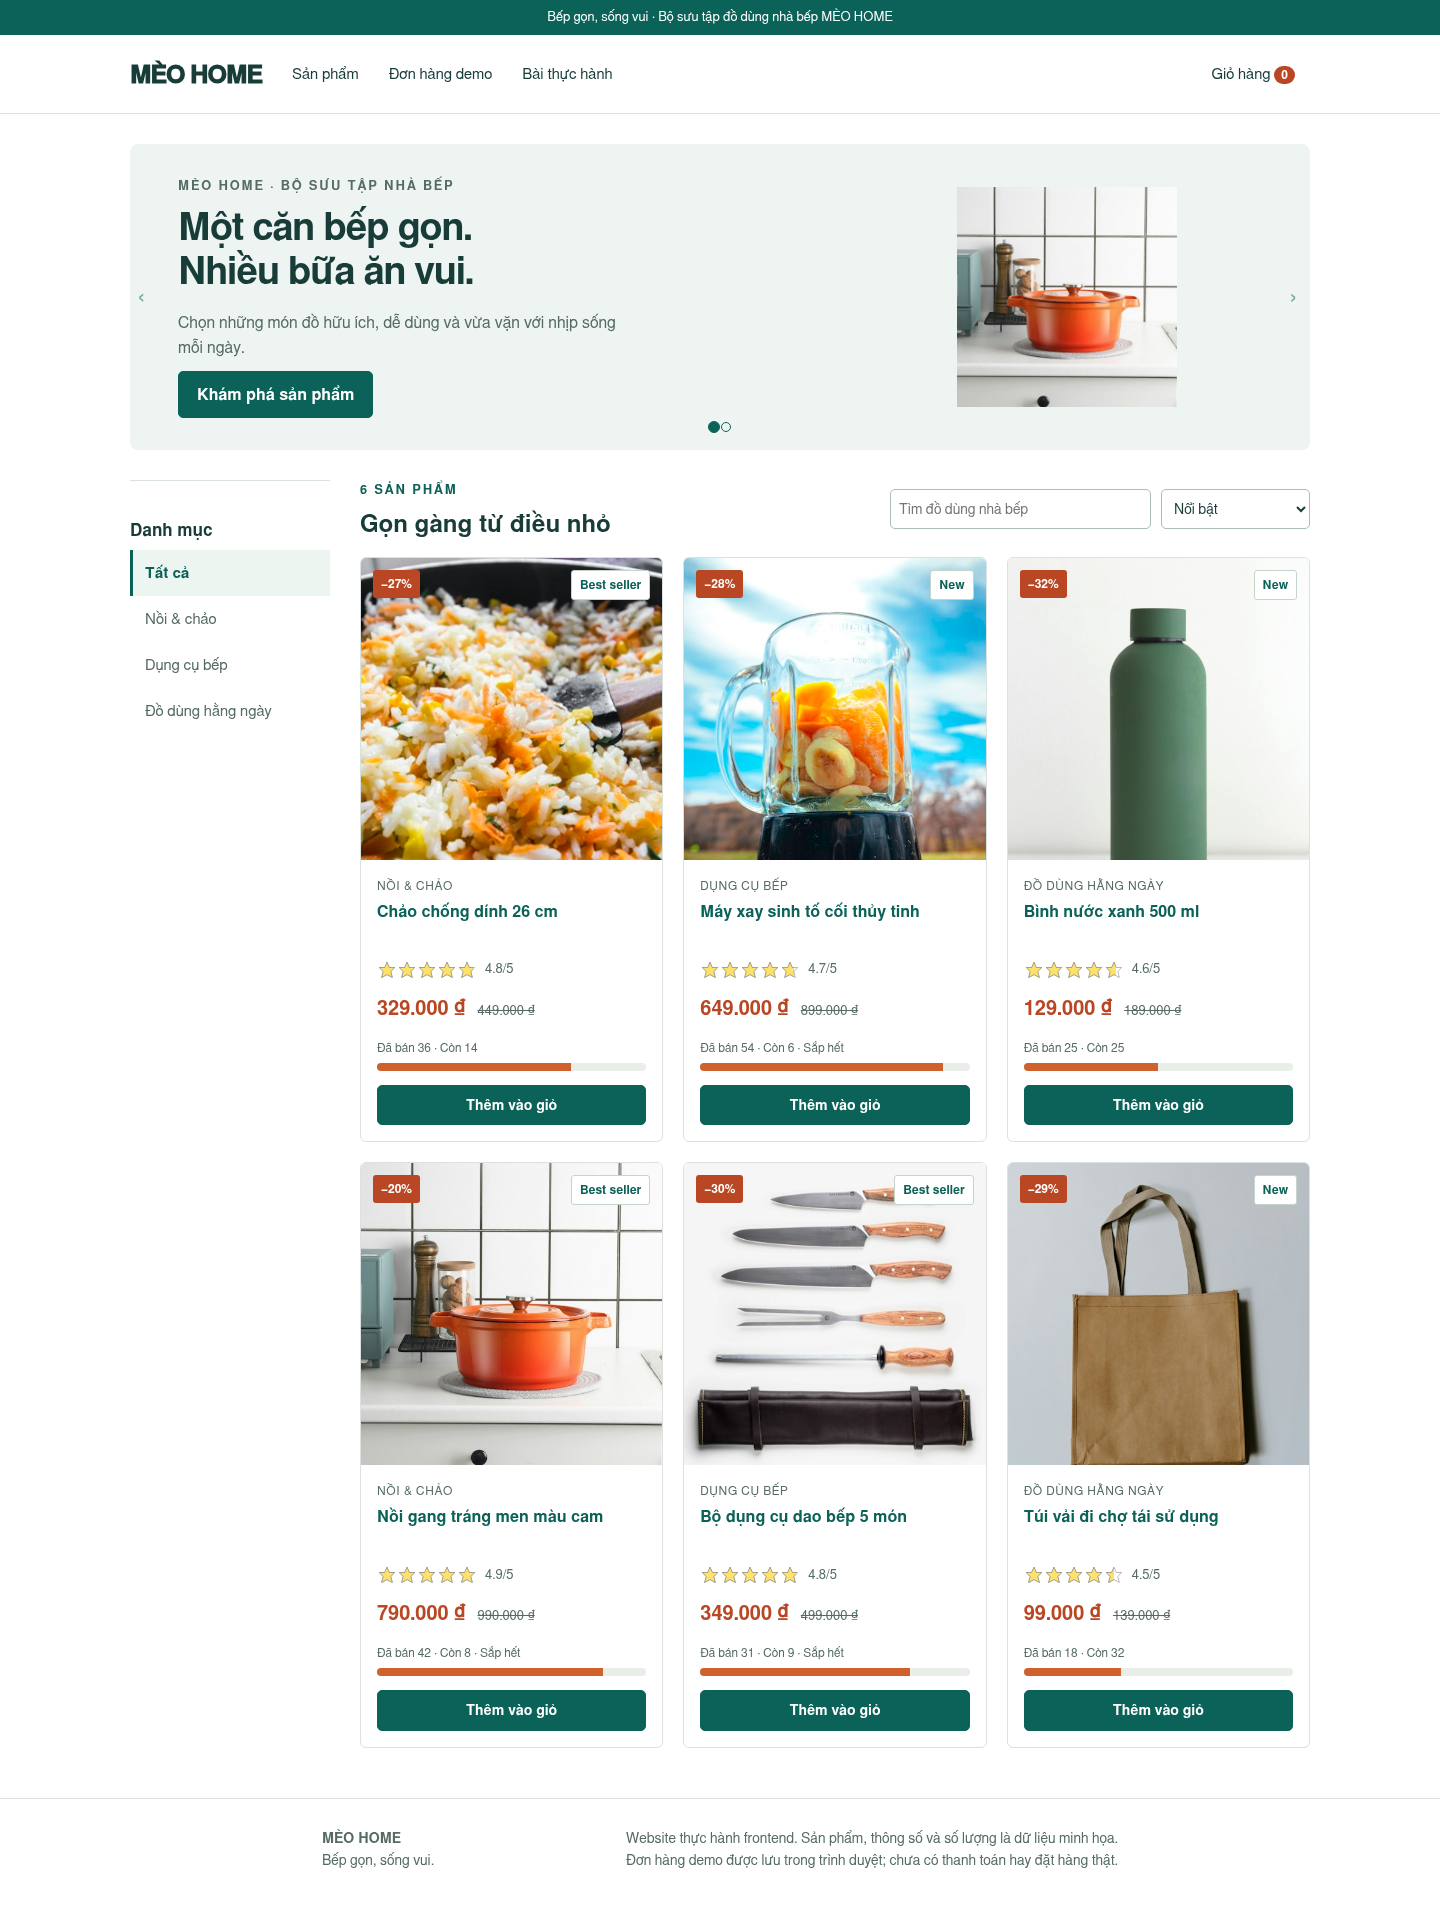 Bếp gọn, sống vui · Bộ sưu tập đồ dùng nhà bếp MÈO HOME
MÈO HOME
Sản phẩm
Đơn hàng demo
Bài thực hành
Giỏ hàng 0
MÈO HOME · BỘ SƯU TẬP NHÀ BẾP
Một căn bếp gọn.
Nhiều bữa ăn vui.
Chọn những món đồ hữu ích, dễ dùng và vừa vặn với nhịp sống
mỗi ngày.
Khám phá sản phẩm
‹
›
Danh mục
Tất cả
Nồi & chảo
Dụng cụ bếp
Đồ dùng hằng ngày
6 SẢN PHẨM
Gọn gàng từ điều nhỏ
Tìm đồ dùng nhà bếp
Nổi bật
−27%
Best seller
NỒI & CHẢO
Chảo chống dính 26 cm
4.8/5
329.000 ₫ 449.000 ₫
Đã bán 36 · Còn 14
Thêm vào giỏ
−28%
New
DỤNG CỤ BẾP
Máy xay sinh tố cối thủy tinh
4.7/5
649.000 ₫ 899.000 ₫
Đã bán 54 · Còn 6 · Sắp hết
Thêm vào giỏ
−32%
New
ĐỒ DÙNG HẰNG NGÀY
Bình nước xanh 500 ml
4.6/5
129.000 ₫ 189.000 ₫
Đã bán 25 · Còn 25
Thêm vào giỏ
−20%
Best seller
NỒI & CHẢO
Nồi gang tráng men màu cam
4.9/5
790.000 ₫ 990.000 ₫
Đã bán 42 · Còn 8 · Sắp hết
Thêm vào giỏ
−30%
Best seller
DỤNG CỤ BẾP
Bộ dụng cụ dao bếp 5 món
4.8/5
349.000 ₫ 499.000 ₫
Đã bán 31 · Còn 9 · Sắp hết
Thêm vào giỏ
−29%
New
ĐỒ DÙNG HẰNG NGÀY
Túi vải đi chợ tái sử dụng
4.5/5
99.000 ₫ 139.000 ₫
Đã bán 18 · Còn 32
Thêm vào giỏ
MÈO HOME
Bếp gọn, sống vui.
Website thực hành frontend. Sản phẩm, thông số và số lượng là dữ liệu minh họa.
Đơn hàng demo được lưu trong trình duyệt; chưa có thanh toán hay đặt hàng thật.